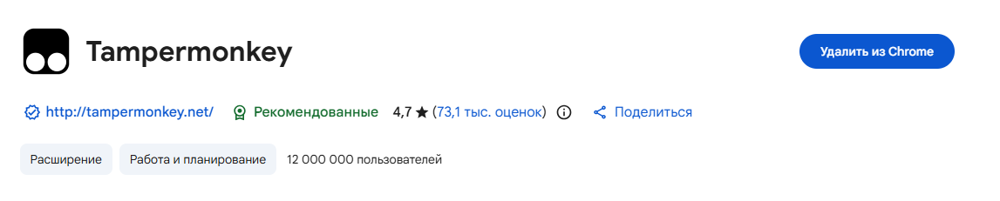 Tampermonkey
Удалить из Chrome
http://tampermonkey.net/ Рекомендованные 4,7 ★ (73,1 тыс. оценок) Поделиться
Расширение Работа и планирование 12 000 000 пользователей